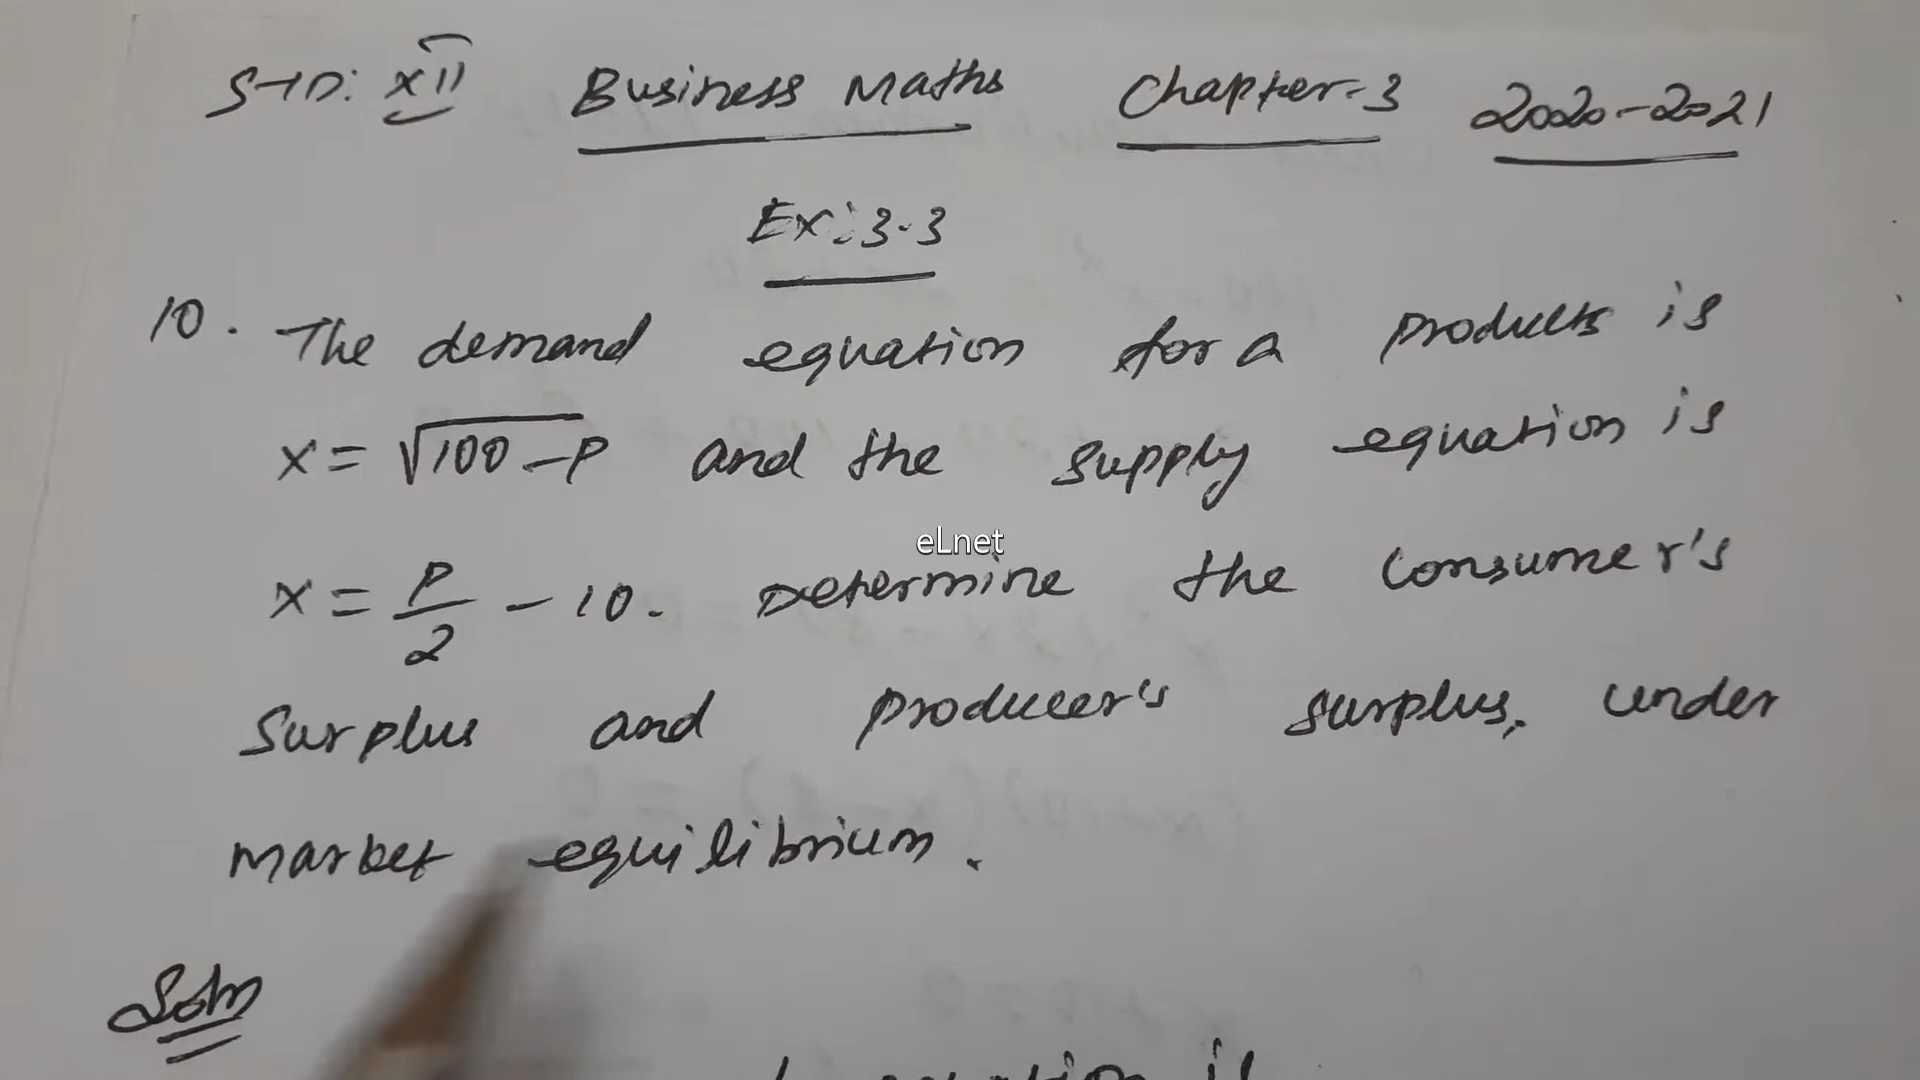 STD: XII Business Maths Chapter-3 2020-2021
Ex: 3.3
10. The demand equation for a products is
x = √100-P and the supply equation is
eLnet
x = P/2 - 10. Determine the Consumer's
Surplus and producer's surplus, under
market equilibrium.
Soln